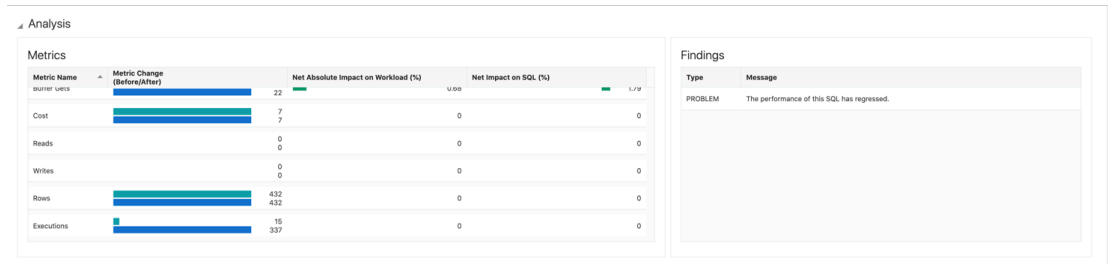 Analysis
Metrics
Metric Name
Metric Change
(Before/After)
Net Absolute Impact on Workload (%)
Net Impact on SQL (%)
Buffer Gets
22
0.68
1.79
Cost
7
7
0
0
Reads
0
0
0
0
Writes
0
0
0
0
Rows
432
432
0
0
Executions
15
337
0
0
Findings
Type
Message
PROBLEM
The performance of this SQL has regressed.